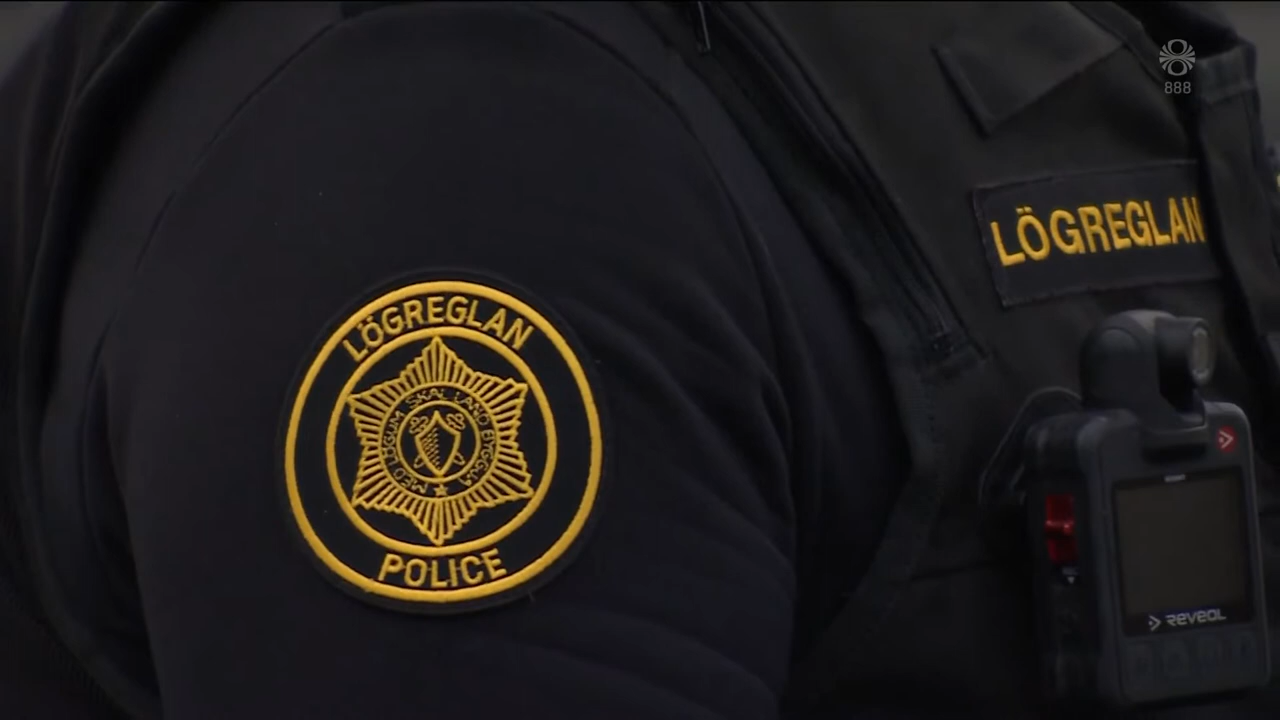 888
LÖGREGLAN
LÖGREGLAN
MEÐ LÖGUM SKAL LAND BYGGJA
POLICE
REVEAL